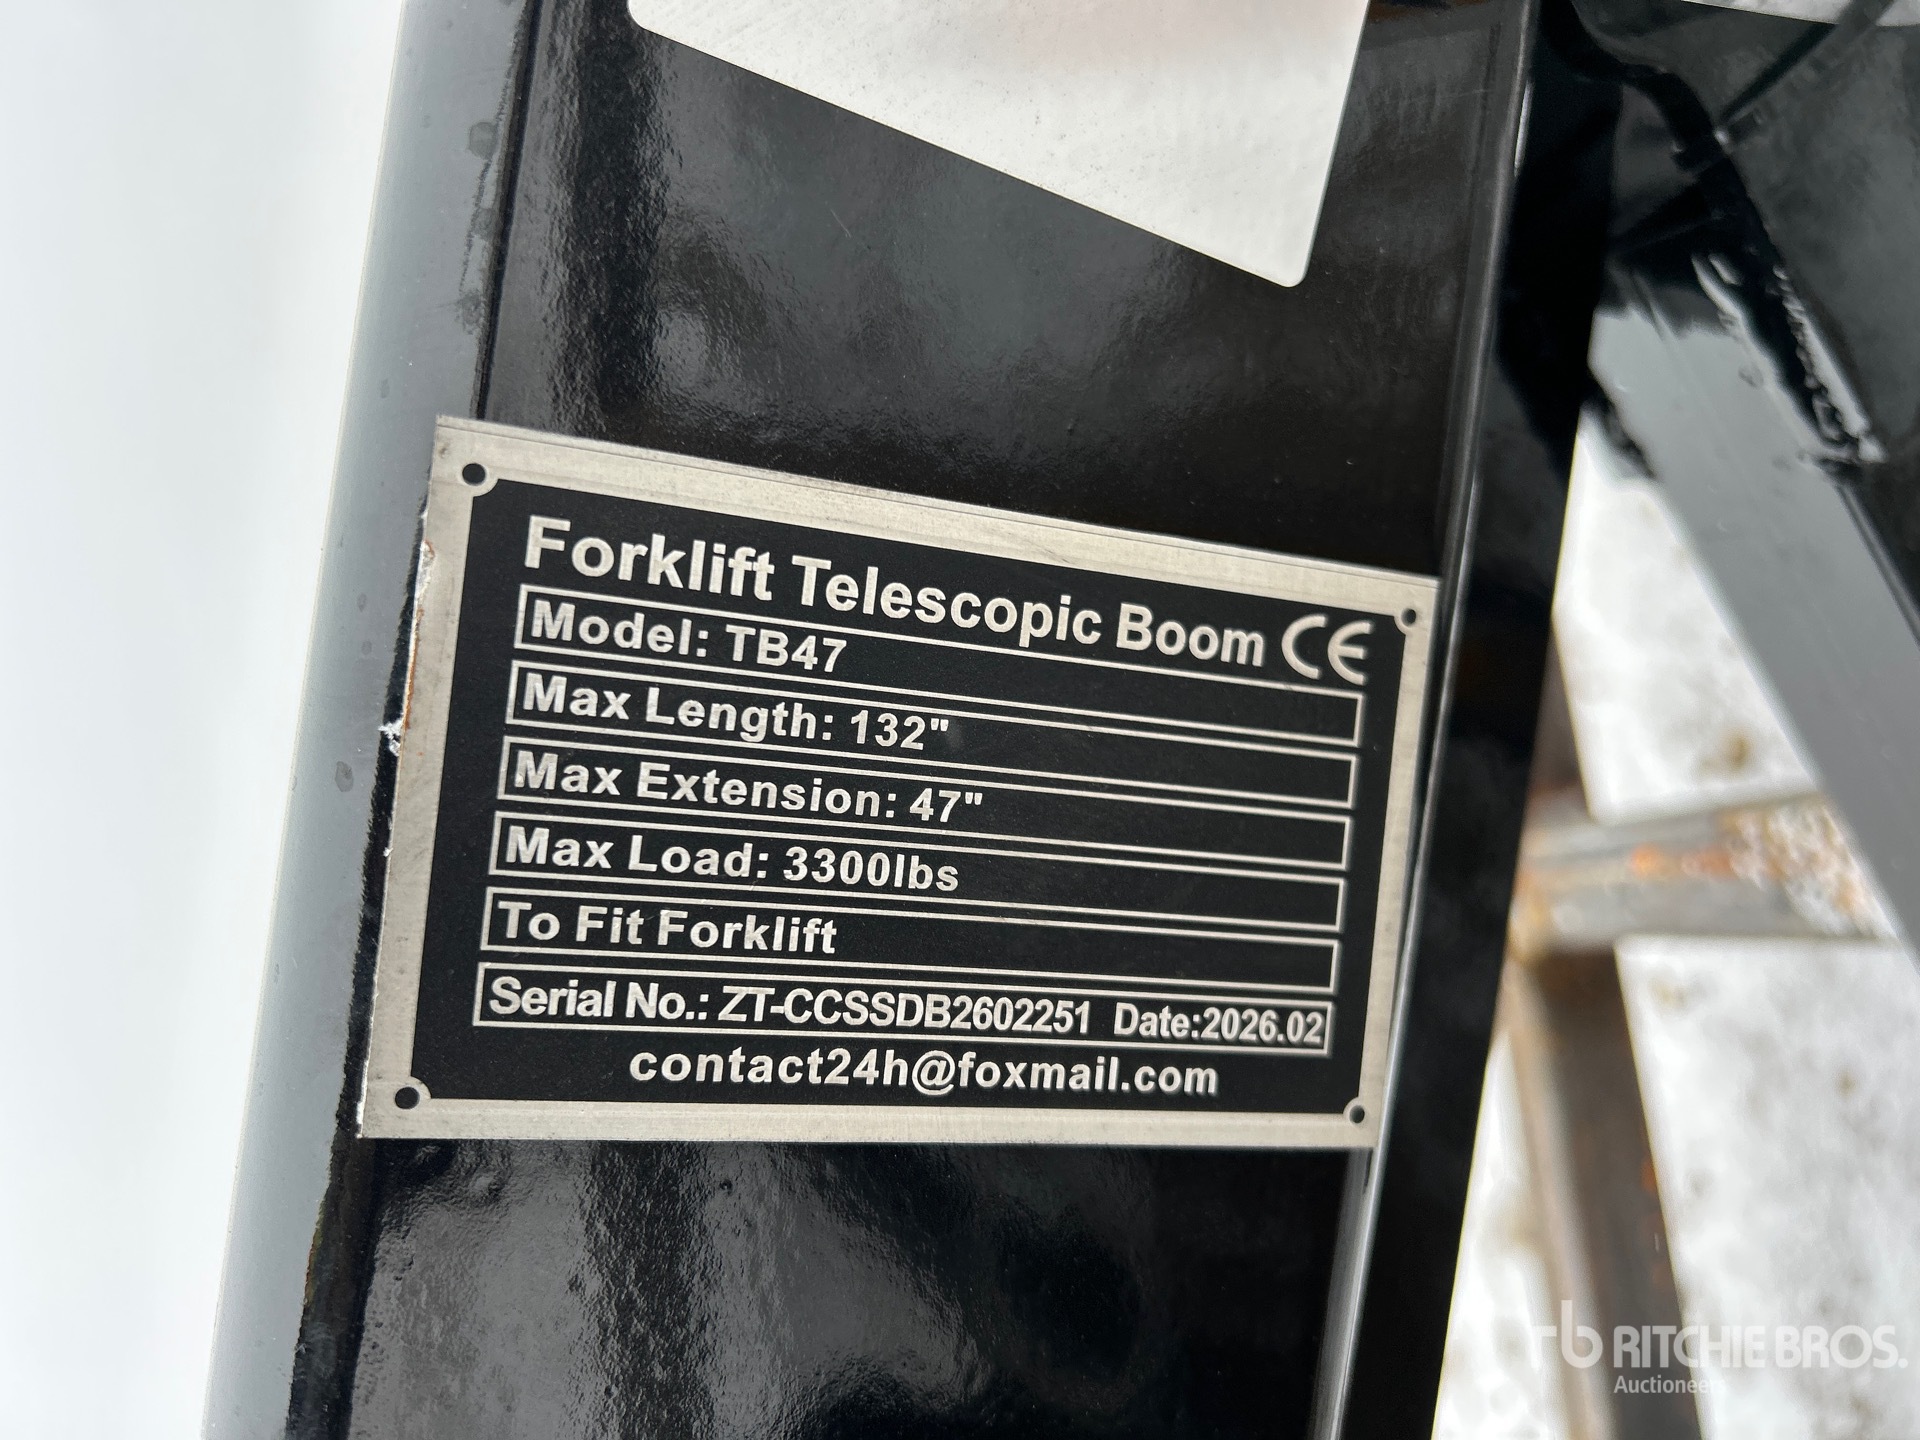 Forklift Telescopic Boom CE
Model: TB47
Max Length: 132"
Max Extension: 47"
Max Load: 3300lbs
To Fit Forklift
Serial No.: ZT-CCSSDB2602251 Date:2026.02
contact24h@foxmail.com
rb RITCHIE BROS.
Auctioneers